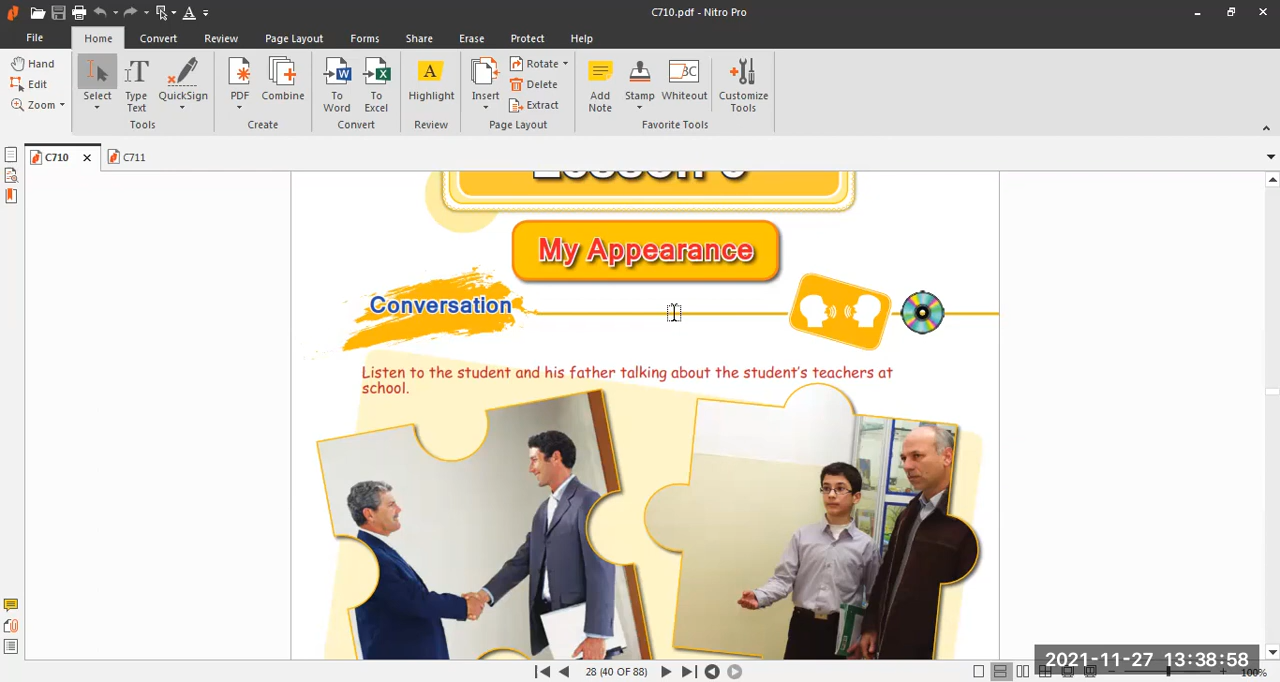 C710.pdf - Nitro Pro
File Home Convert Review Page Layout Forms Share Erase Protect Help
Hand
Edit
Zoom
Select
Type Text
QuickSign
Tools
PDF
Combine
Create
To Word
To Excel
Convert
Highlight
Review
Insert
Rotate
Delete
Extract
Page Layout
Add Note
Stamp
Whiteout
Favorite Tools
Customize Tools
C710
C711
My Appearance
Conversation
Listen to the student and his father talking about the student's teachers at
school.
28 (40 OF 88)
2021-11-27 13:38:58
100%